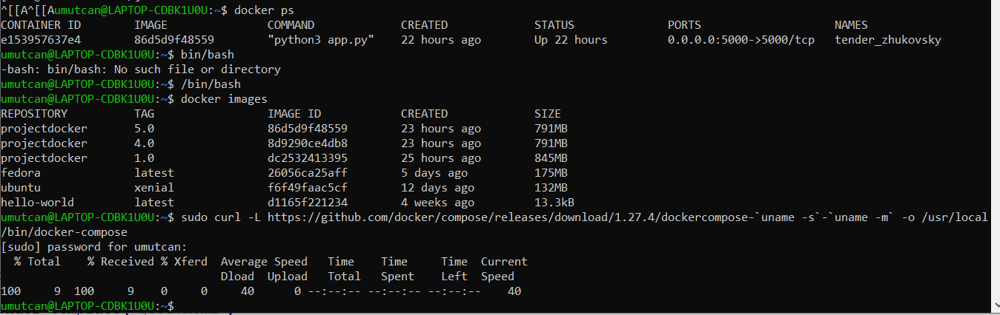 ^[[A^[[Aumutcan@LAPTOP-CDBK1U0U:~$ docker ps
CONTAINER ID        IMAGE               COMMAND             CREATED             STATUS              PORTS                    NAMES
e153957637e4        86d5d9f48559        "python3 app.py"    22 hours ago        Up 22 hours         0.0.0.0:5000->5000/tcp   tender_zhukovsky
umutcan@LAPTOP-CDBK1U0U:~$ bin/bash
-bash: bin/bash: No such file or directory
umutcan@LAPTOP-CDBK1U0U:~$ /bin/bash
umutcan@LAPTOP-CDBK1U0U:~$ docker images
REPOSITORY          TAG                 IMAGE ID            CREATED             SIZE
projectdocker       5.0                 86d5d9f48559        23 hours ago        791MB
projectdocker       4.0                 8d9290ce4db8        23 hours ago        791MB
projectdocker       1.0                 dc2532413395        25 hours ago        845MB
fedora              latest              26056ca25aff        5 days ago          175MB
ubuntu              xenial              f6f49faac5cf        12 days ago         132MB
hello-world         latest              d1165f221234        4 weeks ago         13.3kB
umutcan@LAPTOP-CDBK1U0U:~$ sudo curl -L https://github.com/docker/compose/releases/download/1.27.4/dockercompose-`uname -s`-`uname -m` -o /usr/local
/bin/docker-compose
[sudo] password for umutcan:
  % Total    % Received % Xferd  Average Speed   Time    Time     Time  Current
                                 Dload  Upload   Total   Spent    Left  Speed
100     9  100     9    0     0     40      0 --:--:-- --:--:-- --:--:--    40
umutcan@LAPTOP-CDBK1U0U:~$